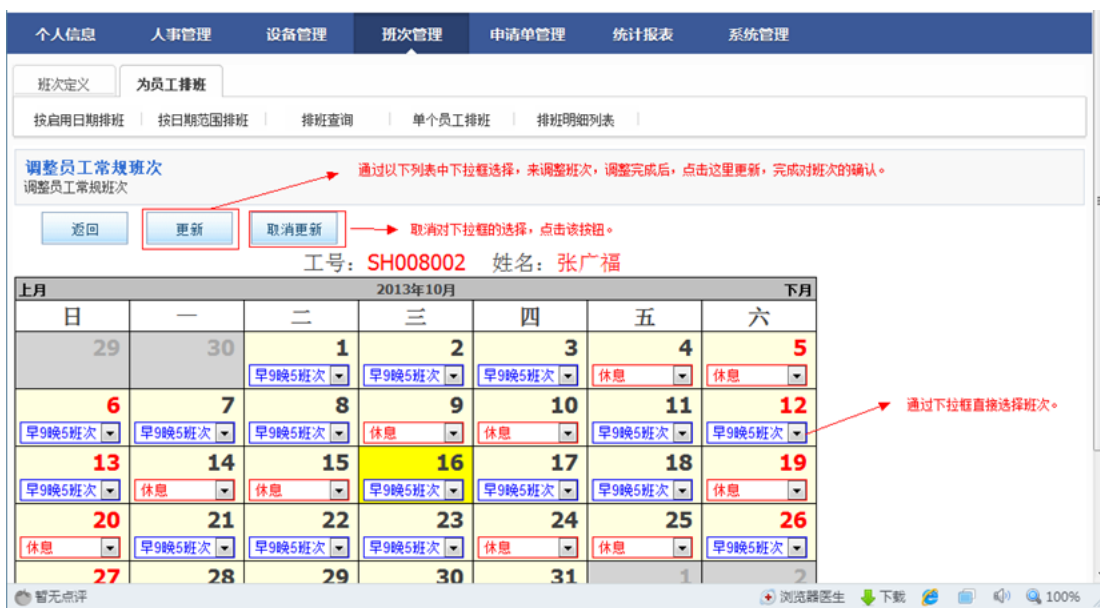 个人信息 人事管理 设备管理 班次管理 申请单管理 统计报表 系统管理
班次定义 为员工排班
按启用日期排班 按日期范围排班 排班查询 单个员工排班 排班明细列表
调整员工常规班次 通过以下列表中下拉框选择，来调整班次，调整完成后，点击这里更新，完成对班次的确认。
调整员工常规班次
返回 更新 取消更新 取消对下拉框的选择，点击该按钮。
工号：SH008002 姓名：张广福
上月 2013年10月 下月
日 一 二 三 四 五 六
29 30 1 2 3 4 5
早9晚5班次 早9晚5班次 早9晚5班次 休息 休息
6 7 8 9 10 11 12 通过下拉框直接选择班次。
早9晚5班次 早9晚5班次 早9晚5班次 休息 休息 早9晚5班次 早9晚5班次
13 14 15 16 17 18 19
早9晚5班次 休息 休息 早9晚5班次 早9晚5班次 早9晚5班次 休息
20 21 22 23 24 25 26
休息 早9晚5班次 早9晚5班次 早9晚5班次 休息 休息 早9晚5班次
27 28 29 30 31 1 2
暂无点评 浏览器医生 下载 100%